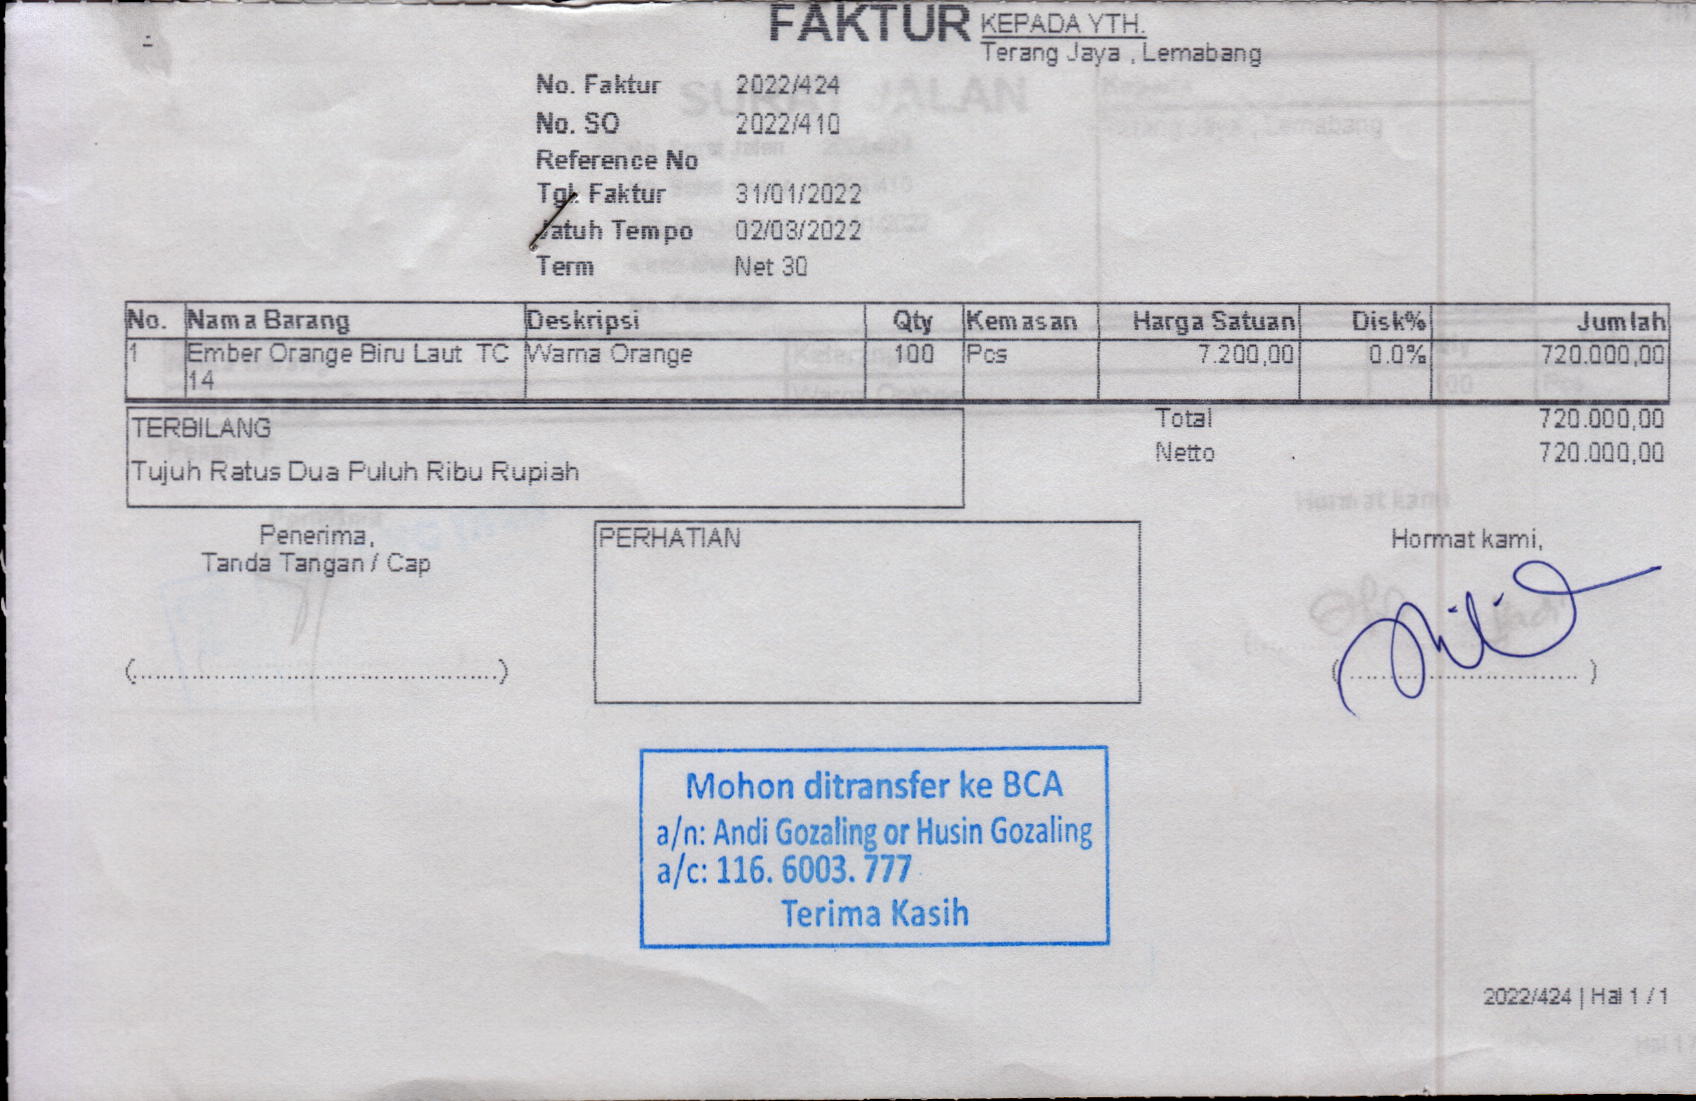 FAKTUR
KEPADA YTH.
Terang Jaya , Lemabang
No. Faktur 2022/424
No. SO 2022/410
Reference No
Tgl. Faktur 31/01/2022
Jatuh Tempo 02/03/2022
Term Net 30
No. Nama Barang Deskripsi Qty Kemasan Harga Satuan Disk% Jumlah
1 Ember Orange Biru Laut TC Warna Orange 100 Pcs 7.200,00 0.0% 720.000,00
14
TERBILANG
Tujuh Ratus Dua Puluh Ribu Rupiah
Total 720.000,00
Netto 720.000,00
Penerima,
Tanda Tangan / Cap
(................................................)
PERHATIAN
Hormat kami,
(..............................)
Mohon ditransfer ke BCA
a/n: Andi Gozaling or Husin Gozaling
a/c: 116. 6003. 777
Terima Kasih
2022/424 | Hal 1 / 1